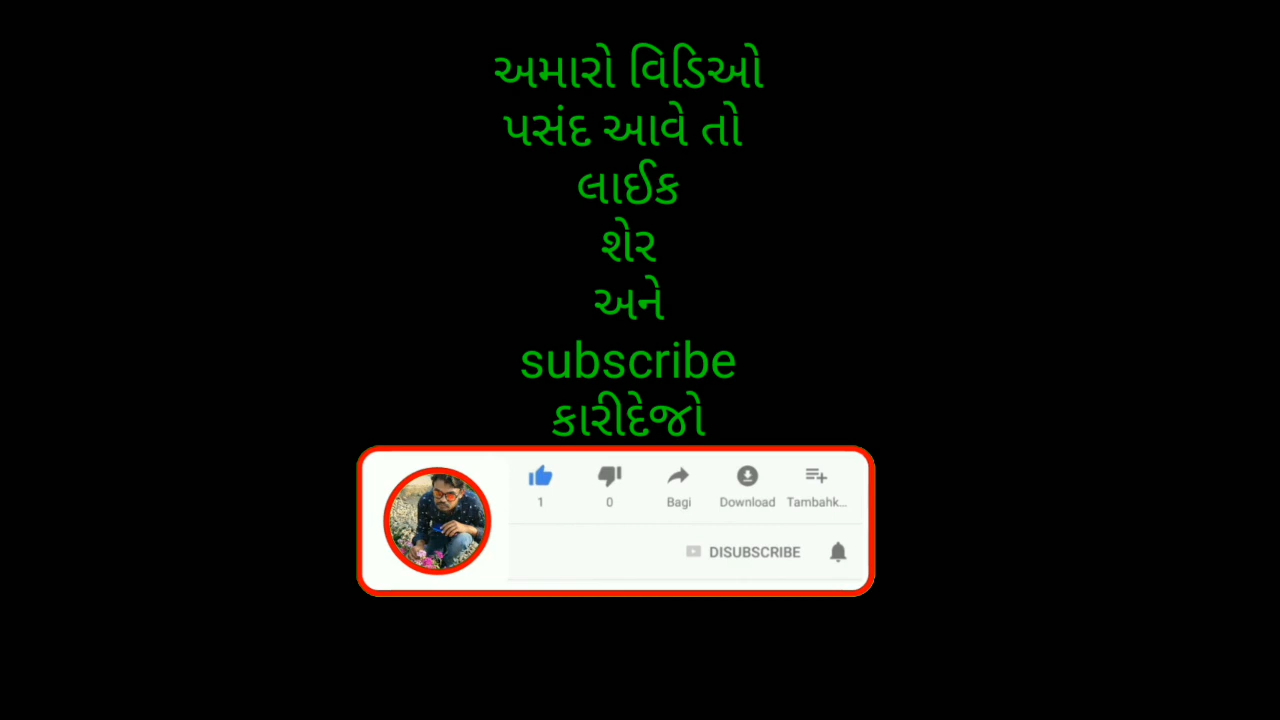 અમારો વિડિઓ
પસંદ આવે તો
લાઈક
શેર
અને
subscribe
કારીદેજો
1 0 Bagi Download Tambahk...
DISUBSCRIBE